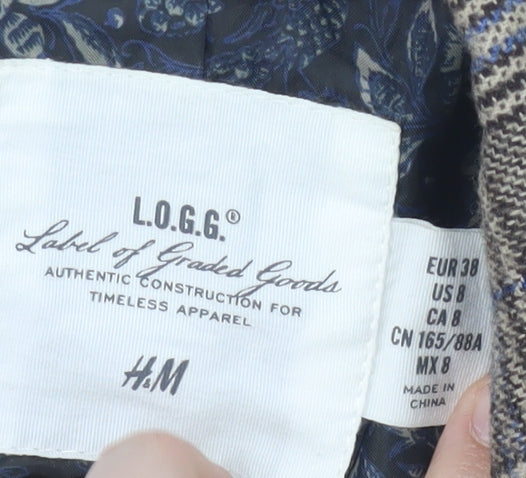 L.O.G.G.®
Label of Graded Goods
AUTHENTIC CONSTRUCTION FOR
TIMELESS APPAREL
H&M
EUR 38
US 8
CA 8
CN 165/88A
MX 8
MADE IN
CHINA